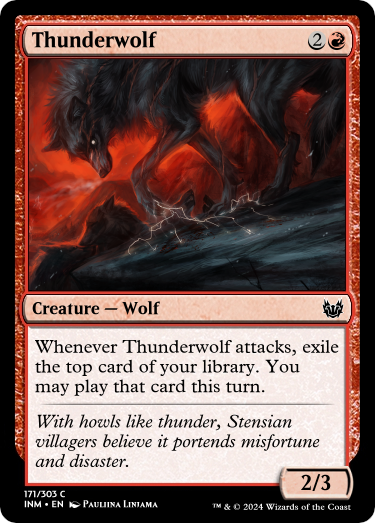 Thunderwolf 2
Creature — Wolf
Whenever Thunderwolf attacks, exile
the top card of your library. You
may play that card this turn.
With howls like thunder, Stensian
villagers believe it portends misfortune
and disaster.
2/3
171/303 C
INM • EN PAULIINA LINJAMA
™ & © 2024 Wizards of the Coast